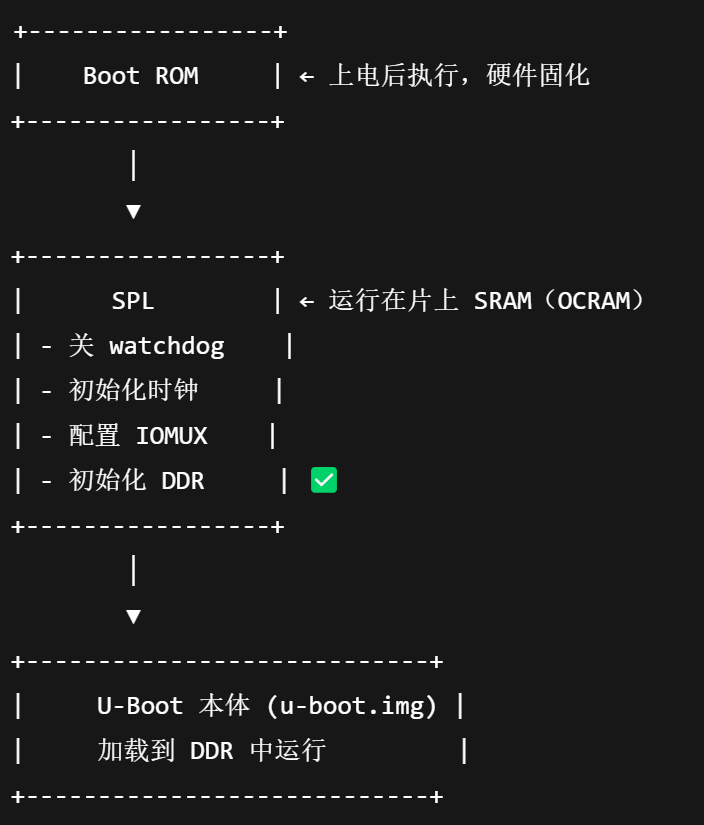 +-----------------+
|    Boot ROM     | ← 上电后执行，硬件固化
+-----------------+
        |
        ▼
+-----------------+
|      SPL        | ← 运行在片上 SRAM（OCRAM）
| - 关 watchdog    |
| - 初始化时钟     |
| - 配置 IOMUX    |
| - 初始化 DDR     | ✅
+-----------------+
        |
        ▼
+---------------------------+
|     U-Boot 本体 (u-boot.img) |
|     加载到 DDR 中运行         |
+---------------------------+